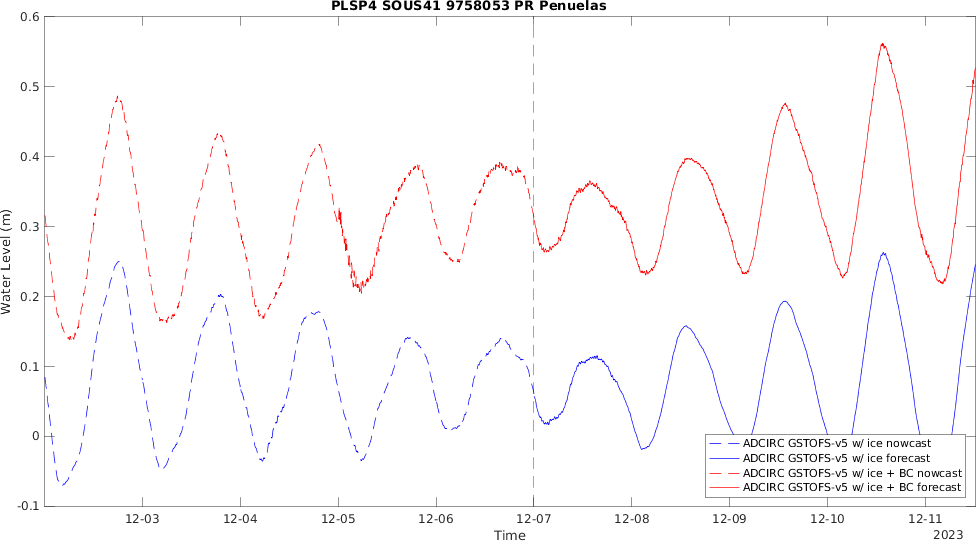 PLSP4 SOUS41 9758053 PR Penuelas
0.6
0.5
0.4
0.3
0.2
0.1
0
-0.1
Water Level (m)
12-03 12-04 12-05 12-06 12-07 12-08 12-09 12-10 12-11
Time
2023
ADCIRC GSTOFS-v5 w/ ice nowcast
ADCIRC GSTOFS-v5 w/ ice forecast
ADCIRC GSTOFS-v5 w/ ice + BC nowcast
ADCIRC GSTOFS-v5 w/ ice + BC forecast